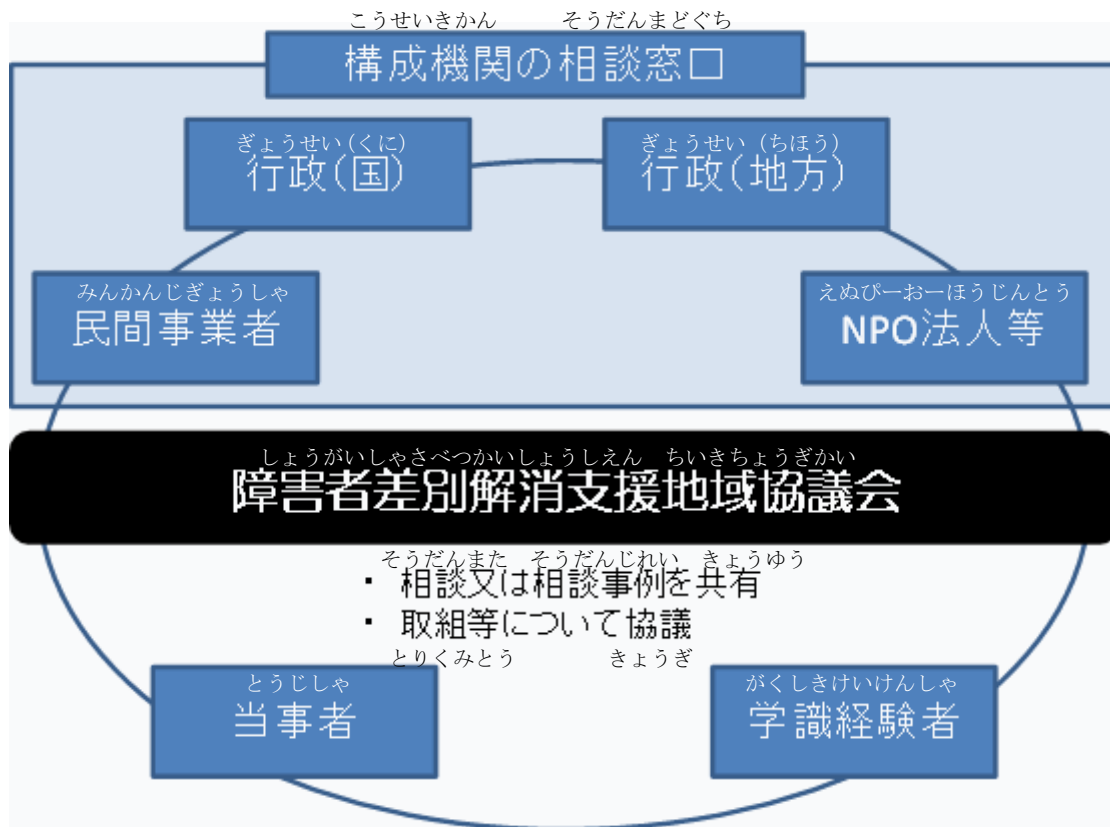 こうせいきかん そうだんまどぐち
構成機関の相談窓口
ぎょうせい(くに)
行政(国)
ぎょうせい (ちほう)
行政(地方)
みんかんじぎょうしゃ
民間事業者
えぬぴーおーほうじんとう
NPO法人等
しょうがいしゃさべつかいしょうしえん ちいきちょうぎかい
障害者差別解消支援地域協議会
そうだんまた そうだんじれい きょうゆう
・ 相談又は相談事例を共有
・ 取組等について協議
とりくみとう きょうぎ
とうじしゃ
当事者
がくしきけいけんしゃ
学識経験者